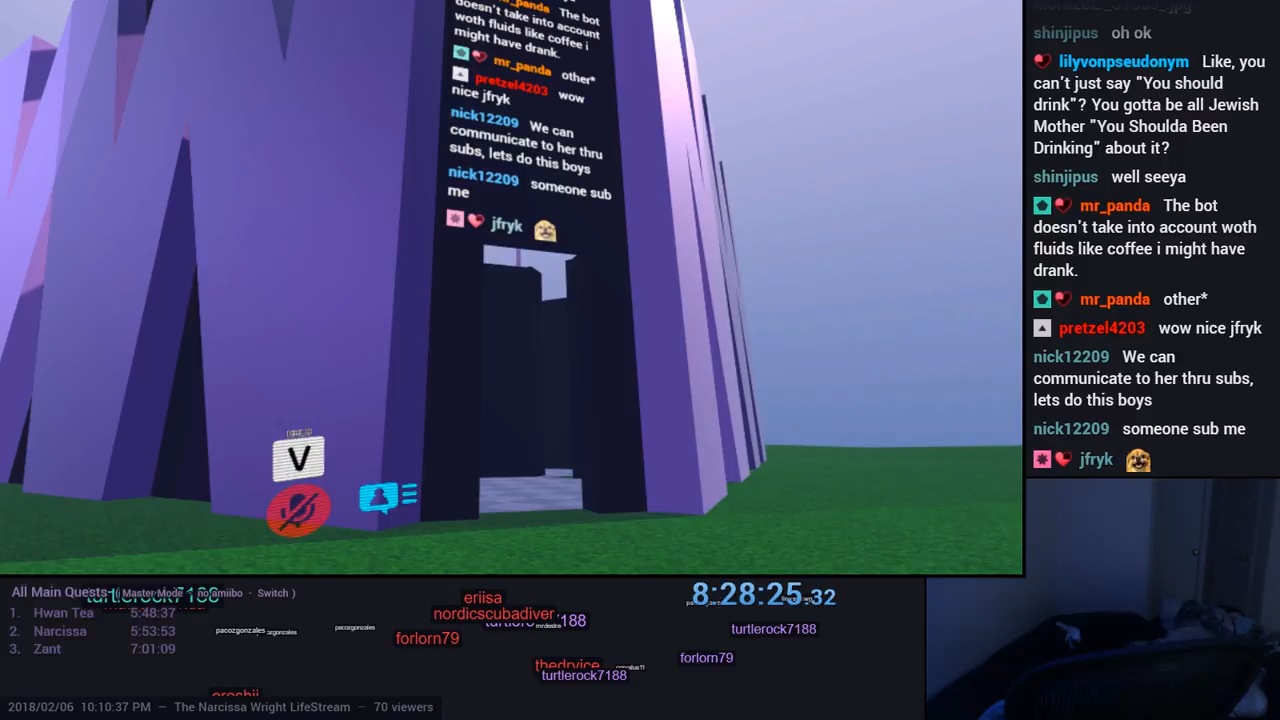 mr_panda The bot
doesn't take into account
woth fluids like coffee i
might have drank.
mr_panda other*
pretzel4203 wow
nice jfryk
nick12209 We can
communicate to her thru
subs, lets do this boys
nick12209 someone sub
me
jfryk
V
shinjipus oh ok
lilyvonpseudonym Like, you
can't just say "You should
drink"? You gotta be all Jewish
Mother "You Shoulda Been
Drinking" about it?
shinjipus well seeya
mr_panda The bot
doesn't take into account woth
fluids like coffee i might have
drank.
mr_panda other*
pretzel4203 wow nice jfryk
nick12209 We can
communicate to her thru subs,
lets do this boys
nick12209 someone sub me
jfryk
All Main Quests ( Master Mode - no amiibo - Switch )
turtlerock7188
1. Hwan Tea 5:48:37
2. Narcissa 5:53:53
3. Zant 7:01:09
pacozgonzales
pacozgonzales
eriisa
nordicscubadiver
forlorn79
thedrvice
turtlerock7188
8:28:25.32
turtlerock7188
forlorn79
2018/02/06 10:10:37 PM — The Narcissa Wright LifeStream — 70 viewers